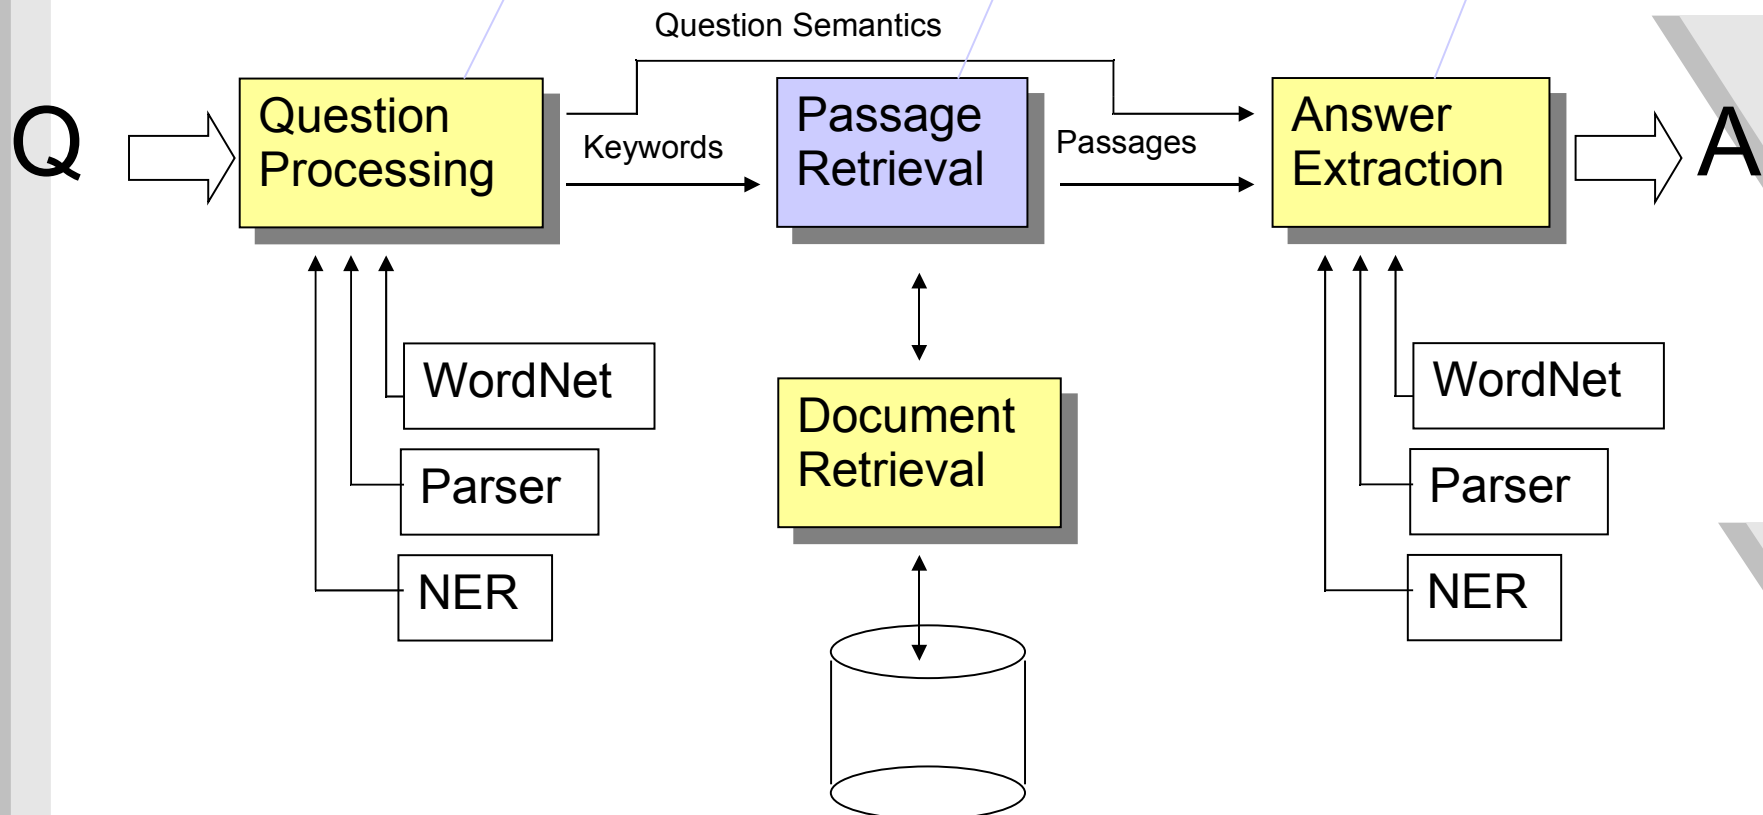 Question Semantics
Q
Question
Processing
Keywords
Passage
Retrieval
Passages
Answer
Extraction
A
WordNet
Parser
NER
Document
Retrieval
WordNet
Parser
NER